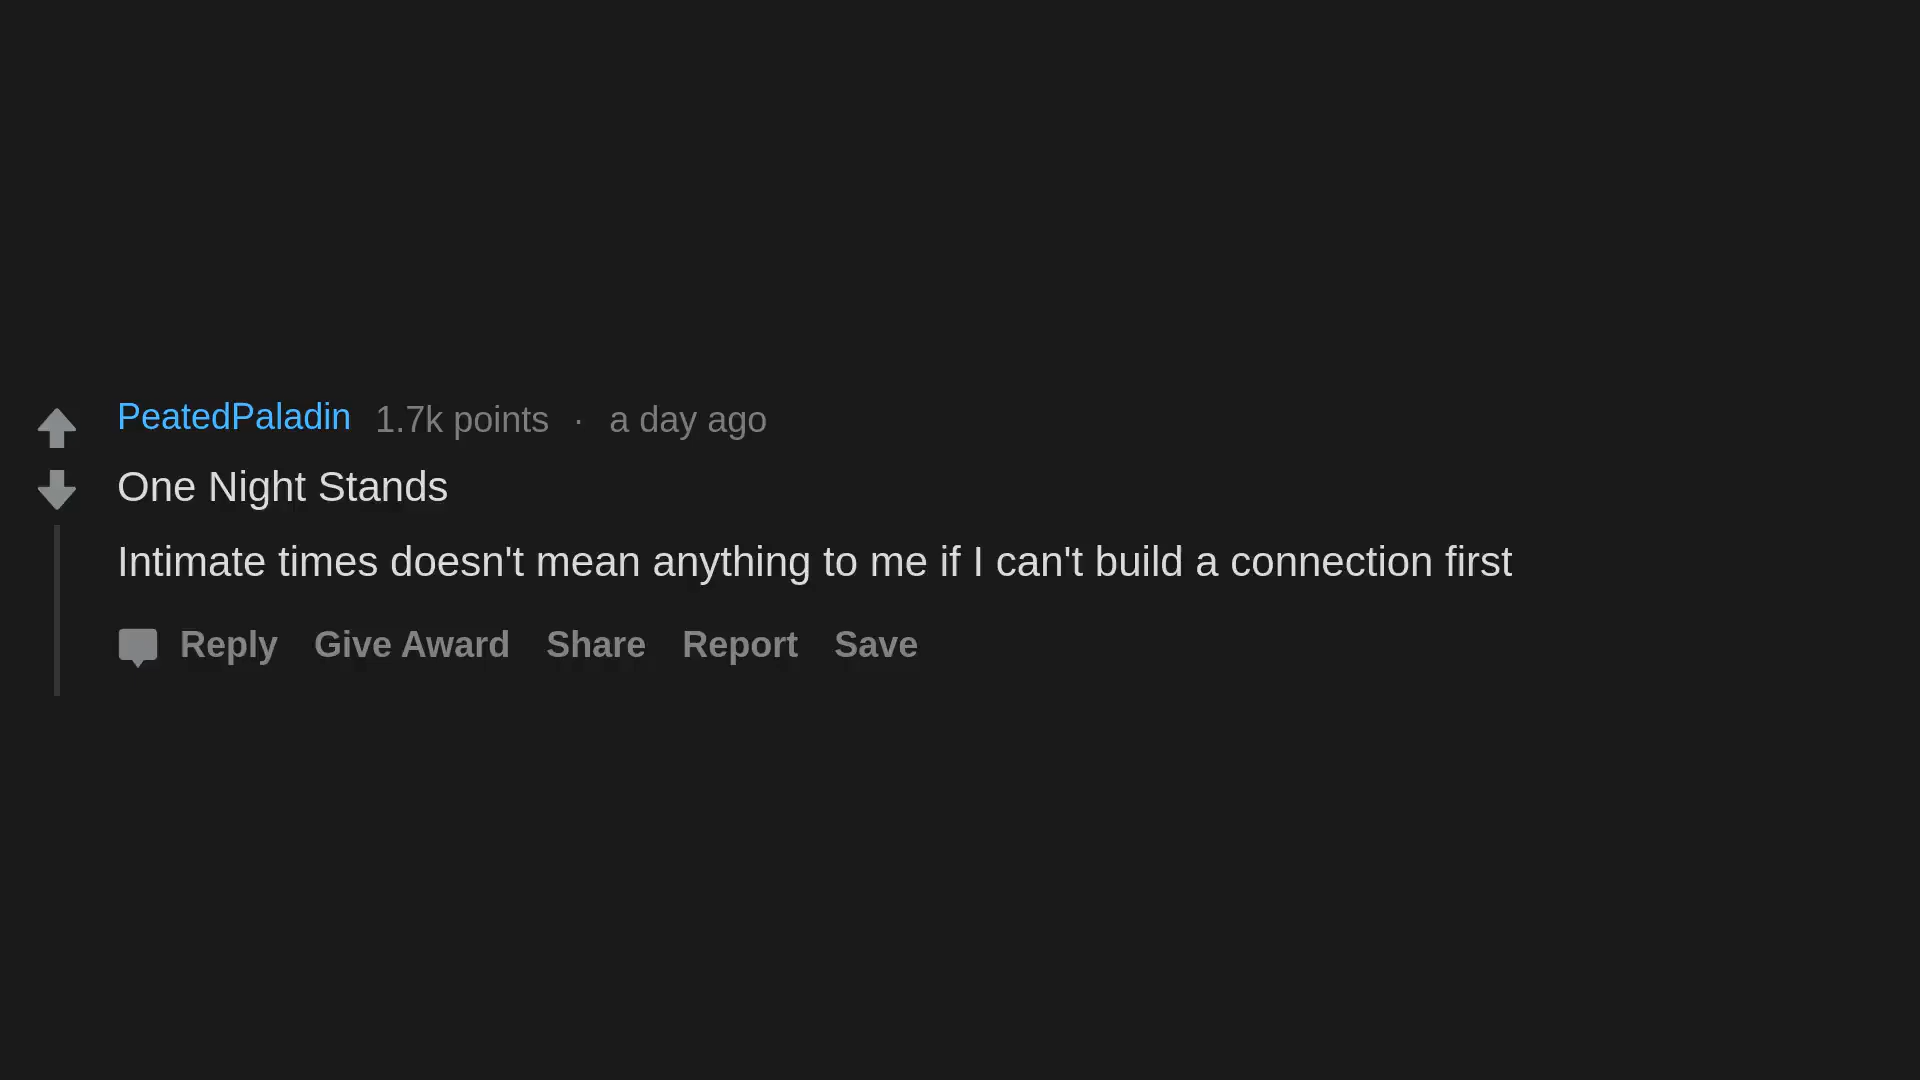 PeatedPaladin 1.7k points · a day ago
One Night Stands
Intimate times doesn't mean anything to me if I can't build a connection first
Reply Give Award Share Report Save